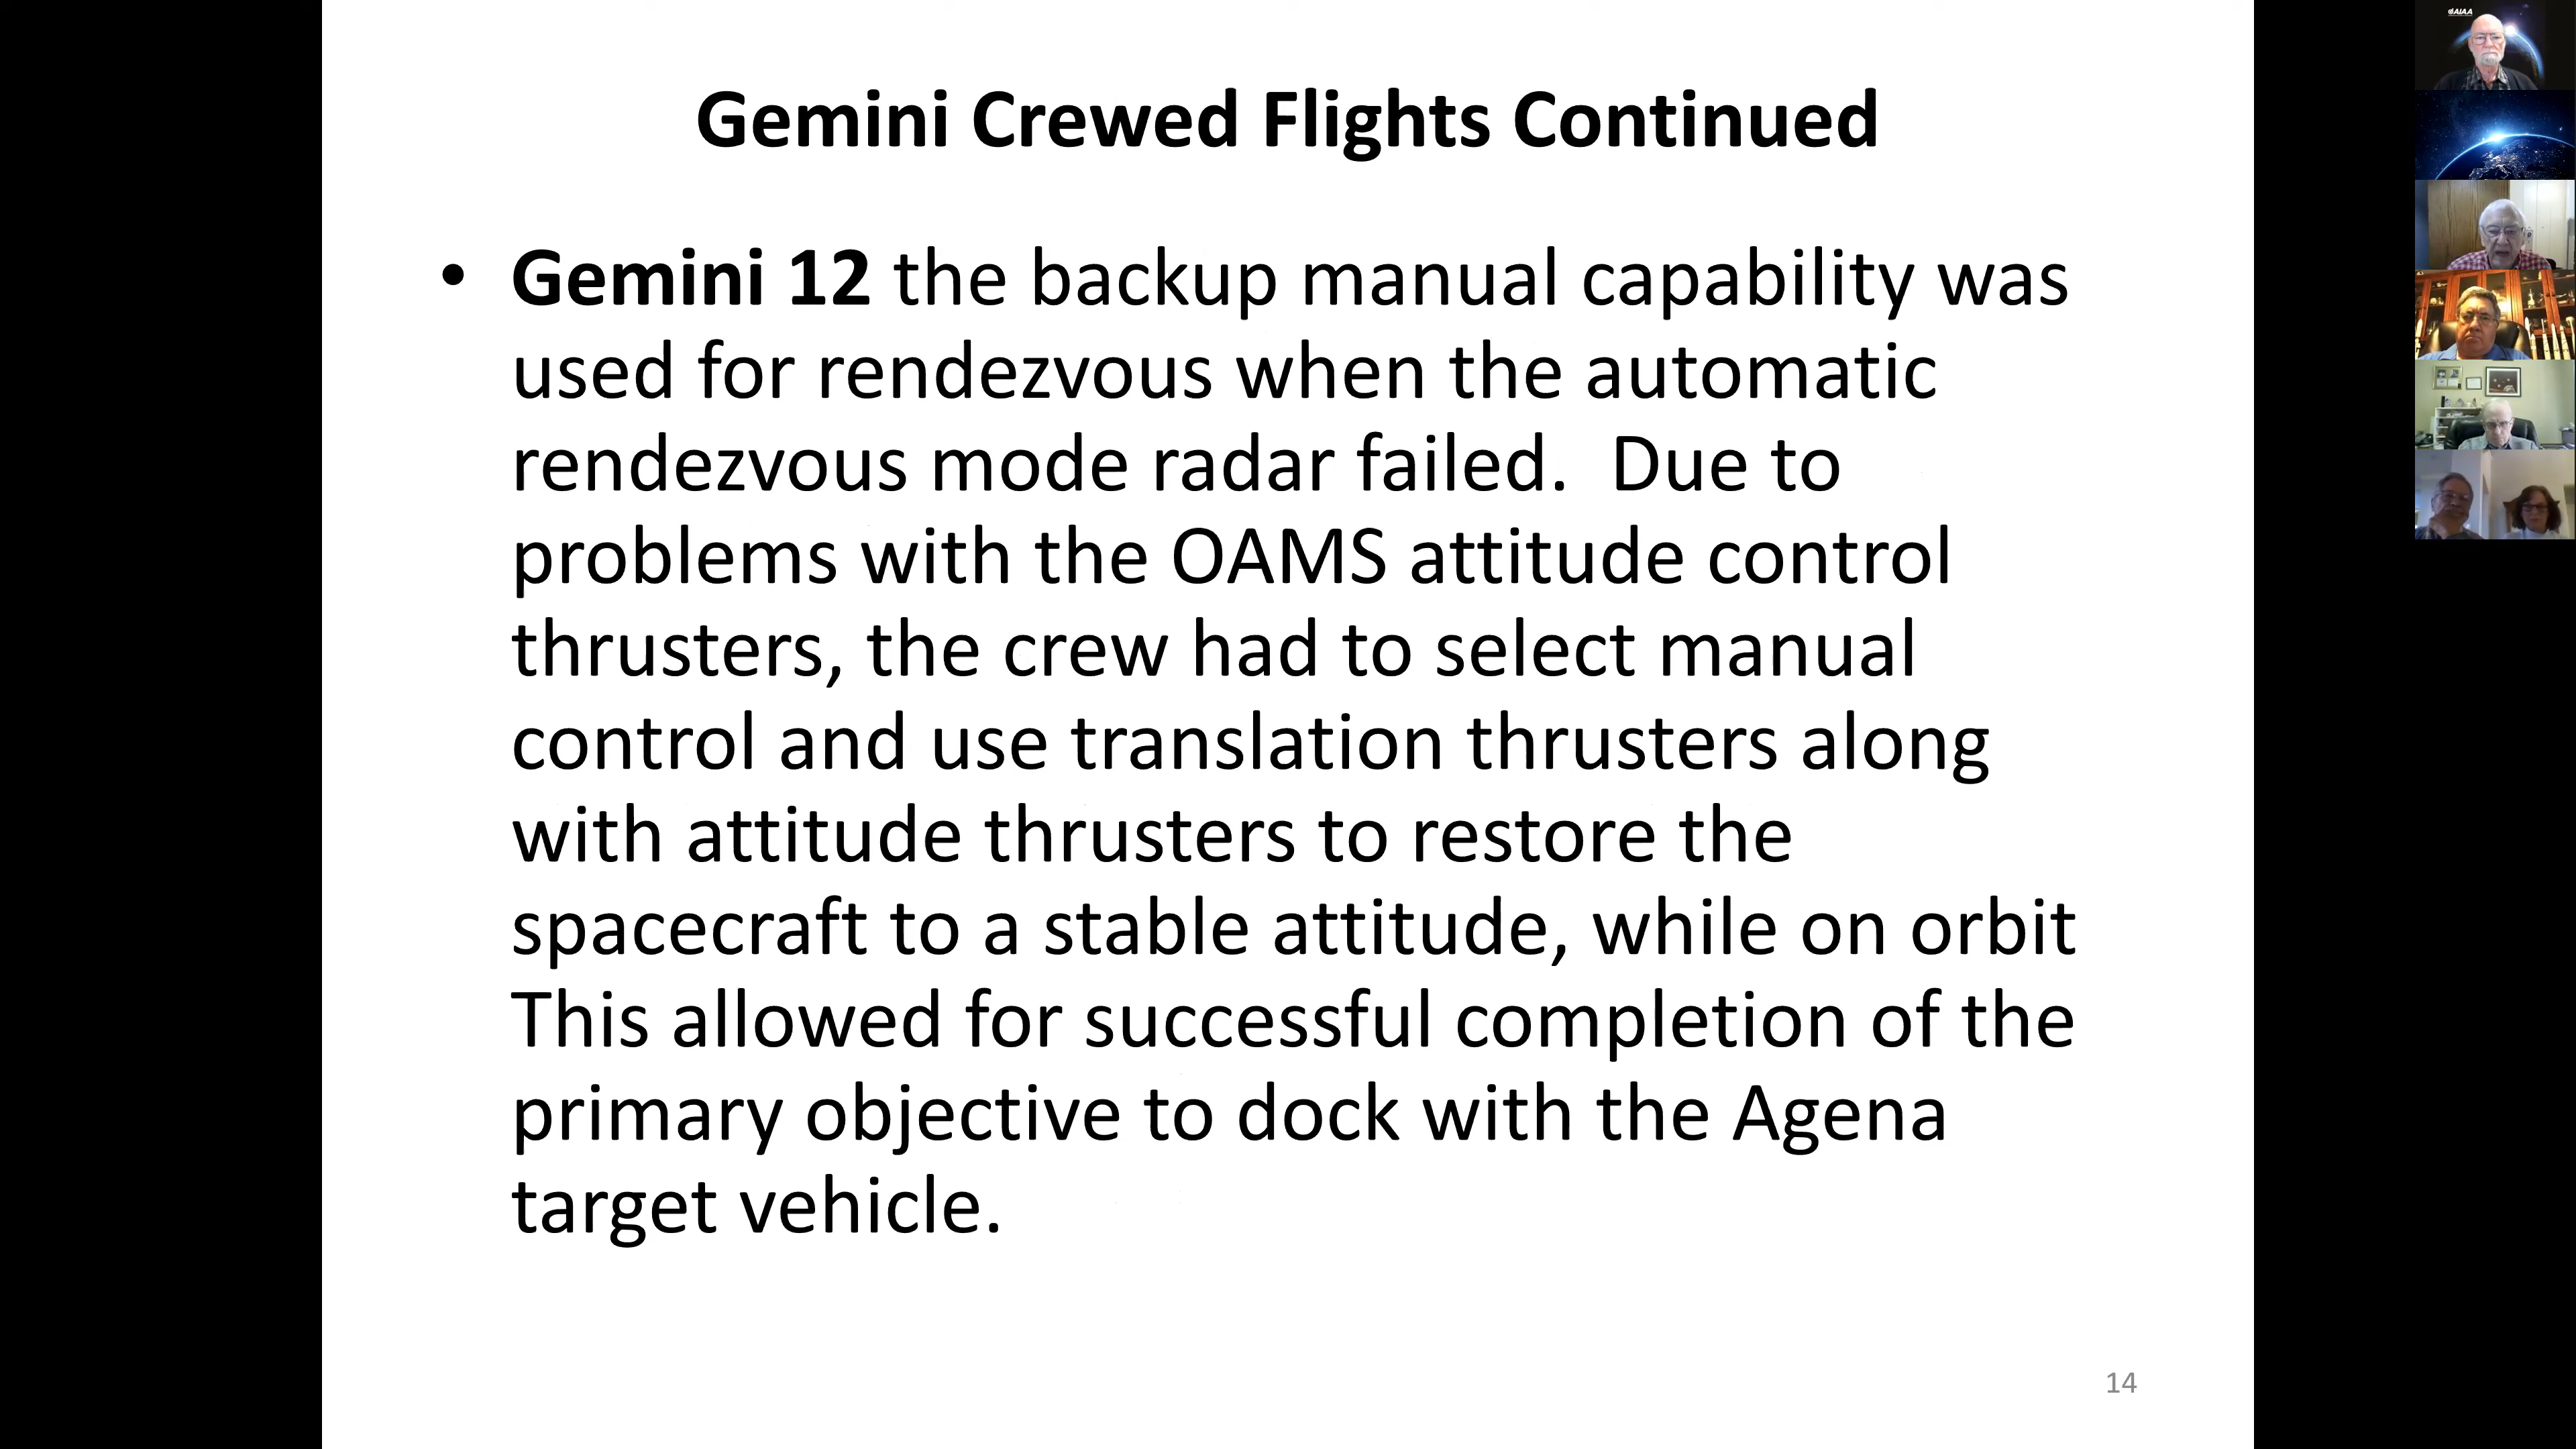 Gemini Crewed Flights Continued
• Gemini 12 the backup manual capability was
used for rendezvous when the automatic
rendezvous mode radar failed.  Due to
problems with the OAMS attitude control
thrusters, the crew had to select manual
control and use translation thrusters along
with attitude thrusters to restore the
spacecraft to a stable attitude, while on orbit
This allowed for successful completion of the
primary objective to dock with the Agena
target vehicle.
14
AIAA